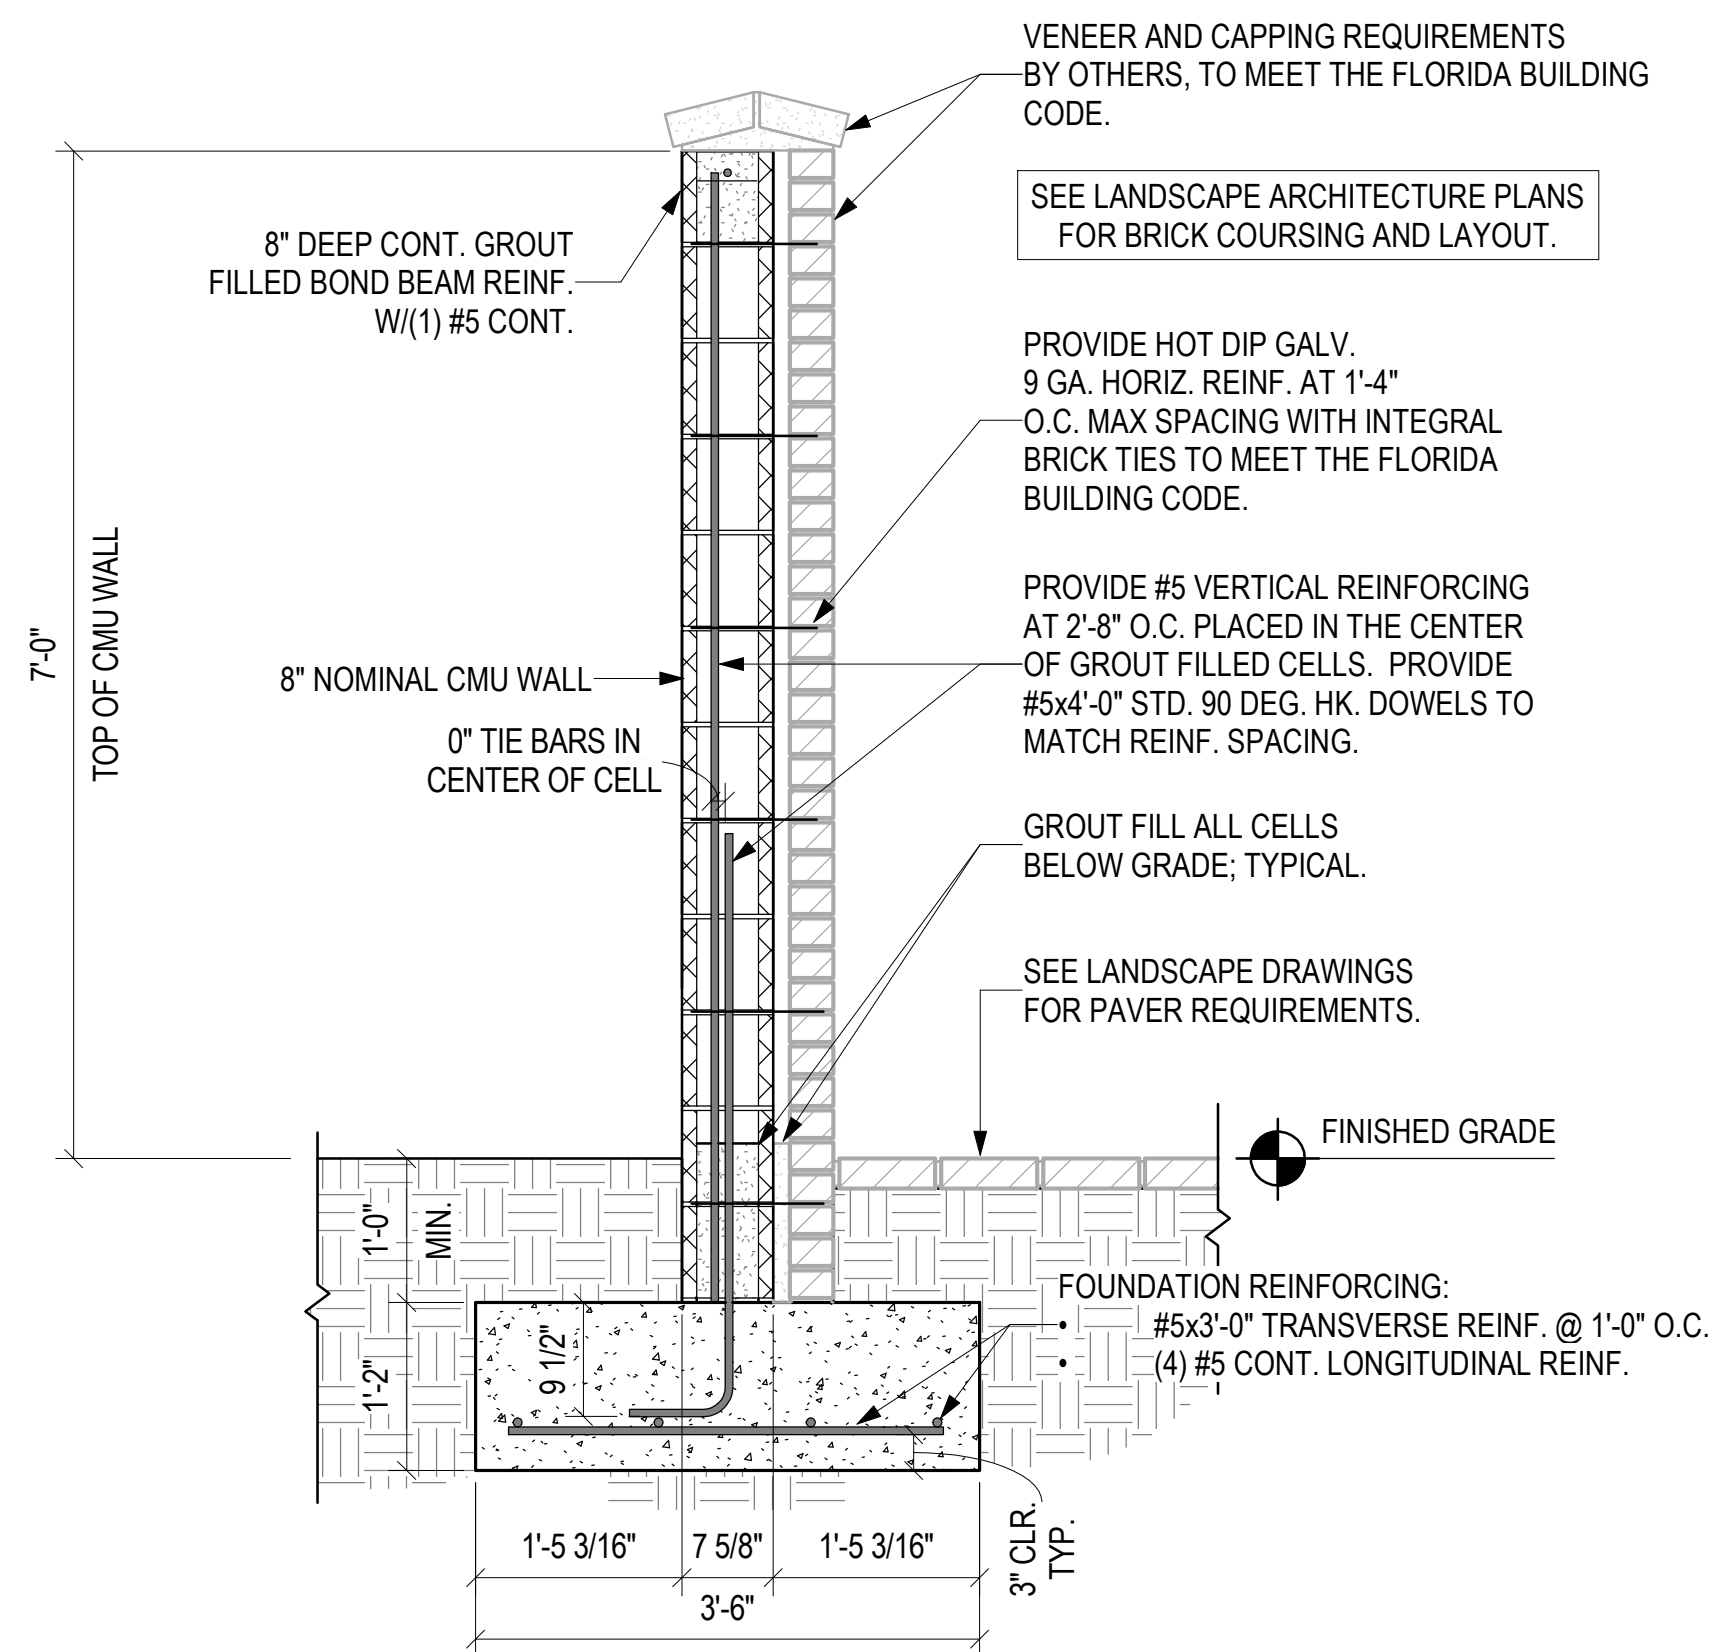 VENEER AND CAPPING REQUIREMENTS
BY OTHERS, TO MEET THE FLORIDA BUILDING
CODE.
SEE LANDSCAPE ARCHITECTURE PLANS
FOR BRICK COURSING AND LAYOUT.
8" DEEP CONT. GROUT
FILLED BOND BEAM REINF.
W/(1) #5 CONT.
PROVIDE HOT DIP GALV.
9 GA. HORIZ. REINF. AT 1'-4"
O.C. MAX SPACING WITH INTEGRAL
BRICK TIES TO MEET THE FLORIDA
BUILDING CODE.
7'-0"
TOP OF CMU WALL
PROVIDE #5 VERTICAL REINFORCING
AT 2'-8" O.C. PLACED IN THE CENTER
OF GROUT FILLED CELLS. PROVIDE
#5x4'-0" STD. 90 DEG. HK. DOWELS TO
MATCH REINF. SPACING.
8" NOMINAL CMU WALL
0" TIE BARS IN
CENTER OF CELL
GROUT FILL ALL CELLS
BELOW GRADE; TYPICAL.
SEE LANDSCAPE DRAWINGS
FOR PAVER REQUIREMENTS.
FINISHED GRADE
1'-0"
MIN.
1'-2"
9 1/2"
FOUNDATION REINFORCING:
• #5x3'-0" TRANSVERSE REINF. @ 1'-0" O.C.
• (4) #5 CONT. LONGITUDINAL REINF.
3" CLR.
TYP.
1'-5 3/16"
7 5/8"
1'-5 3/16"
3'-6"